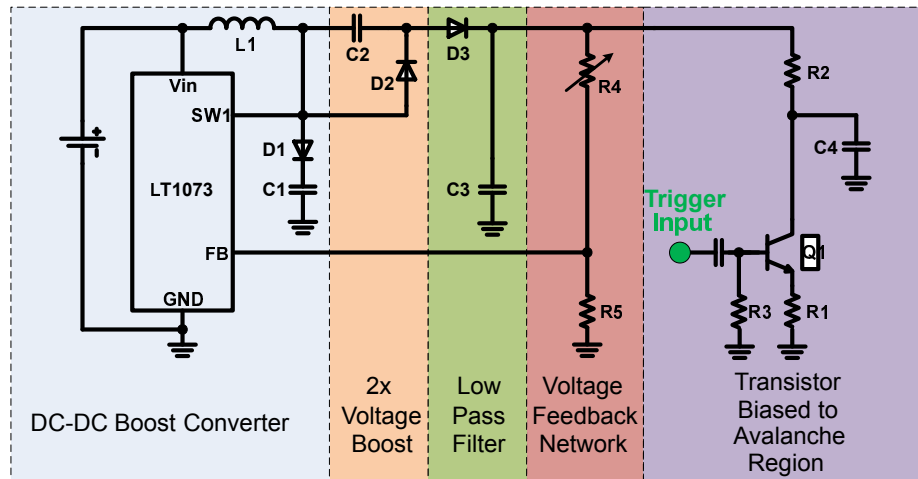 L1
C2
D3
D2
R4
R2
Vin
SW1
D1
C1
LT1073
C3
C4
Trigger
Input
Q1
FB
GND
R5
R3
R1
+
-
DC-DC Boost Converter
2x
Voltage
Boost
Low
Pass
Filter
Voltage
Feedback
Network
Transistor
Biased to
Avalanche
Region